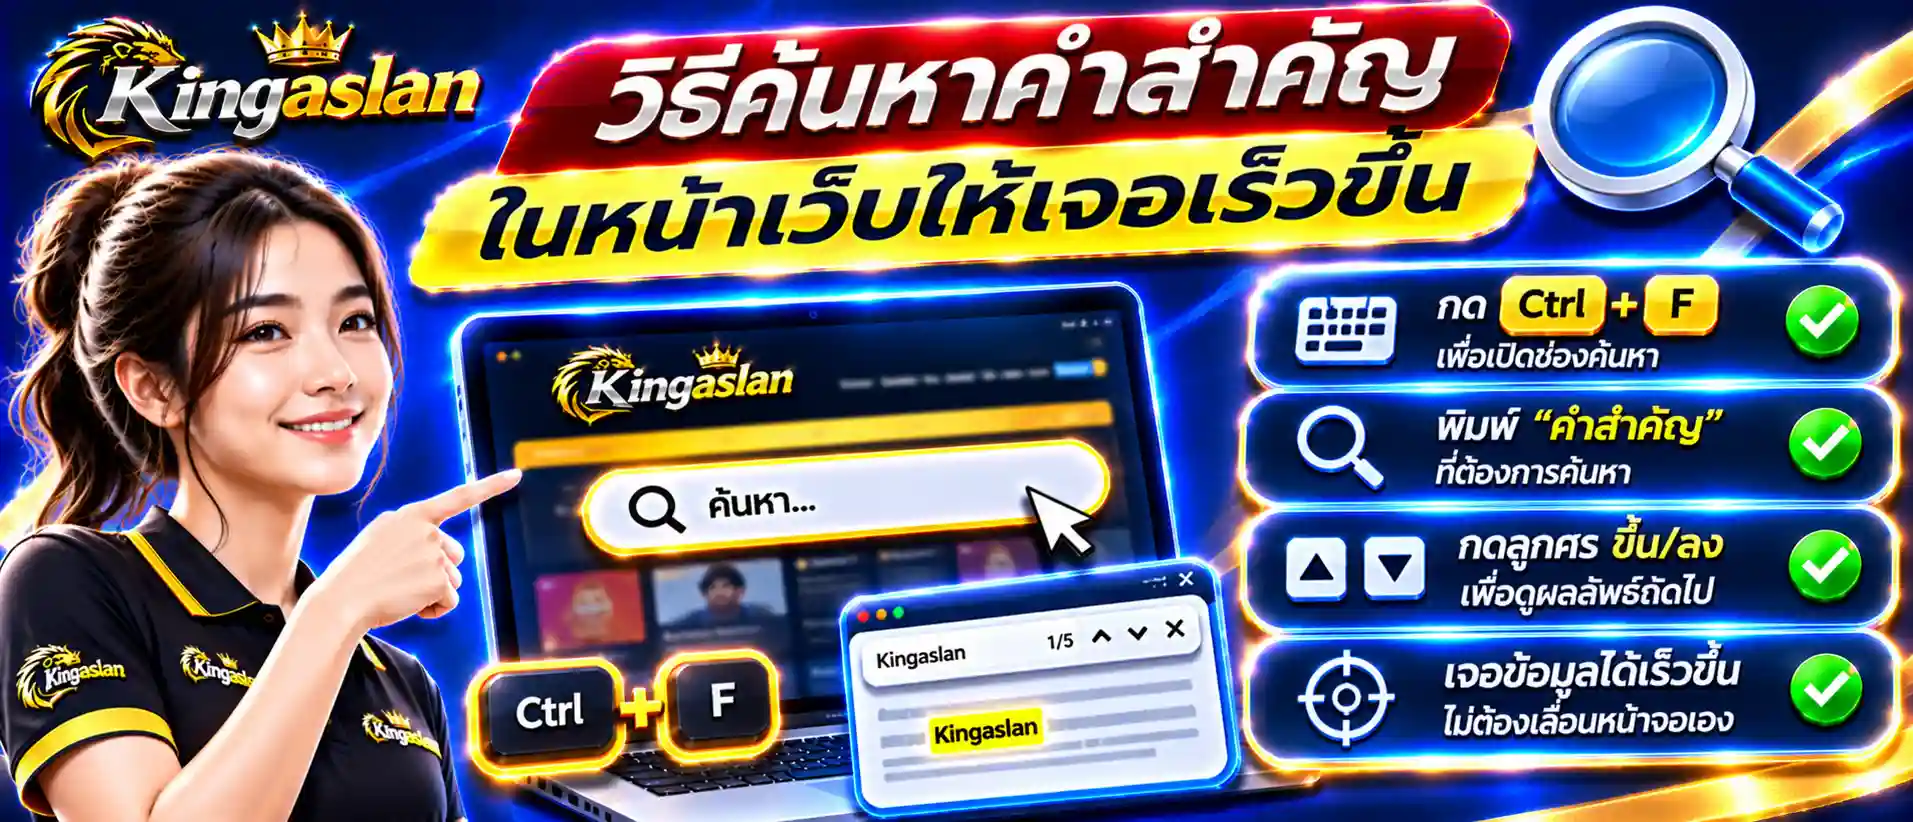 Kingaslan
วิธีค้นหาคำสำคัญ
ในหน้าเว็บให้เจอเร็วขึ้น
Kingaslan
ค้นหา...
Ctrl + F
Kingaslan 1/5
Kingaslan
กด Ctrl + F
เพื่อเปิดช่องค้นหา
พิมพ์ “คำสำคัญ”
ที่ต้องการค้นหา
กดลูกศร ขึ้น/ลง
เพื่อดูผลลัพธ์ถัดไป
เจอข้อมูลได้เร็วขึ้น
ไม่ต้องเลื่อนหน้าจอเอง
Kingaslan
Kingaslan
Kingaslan